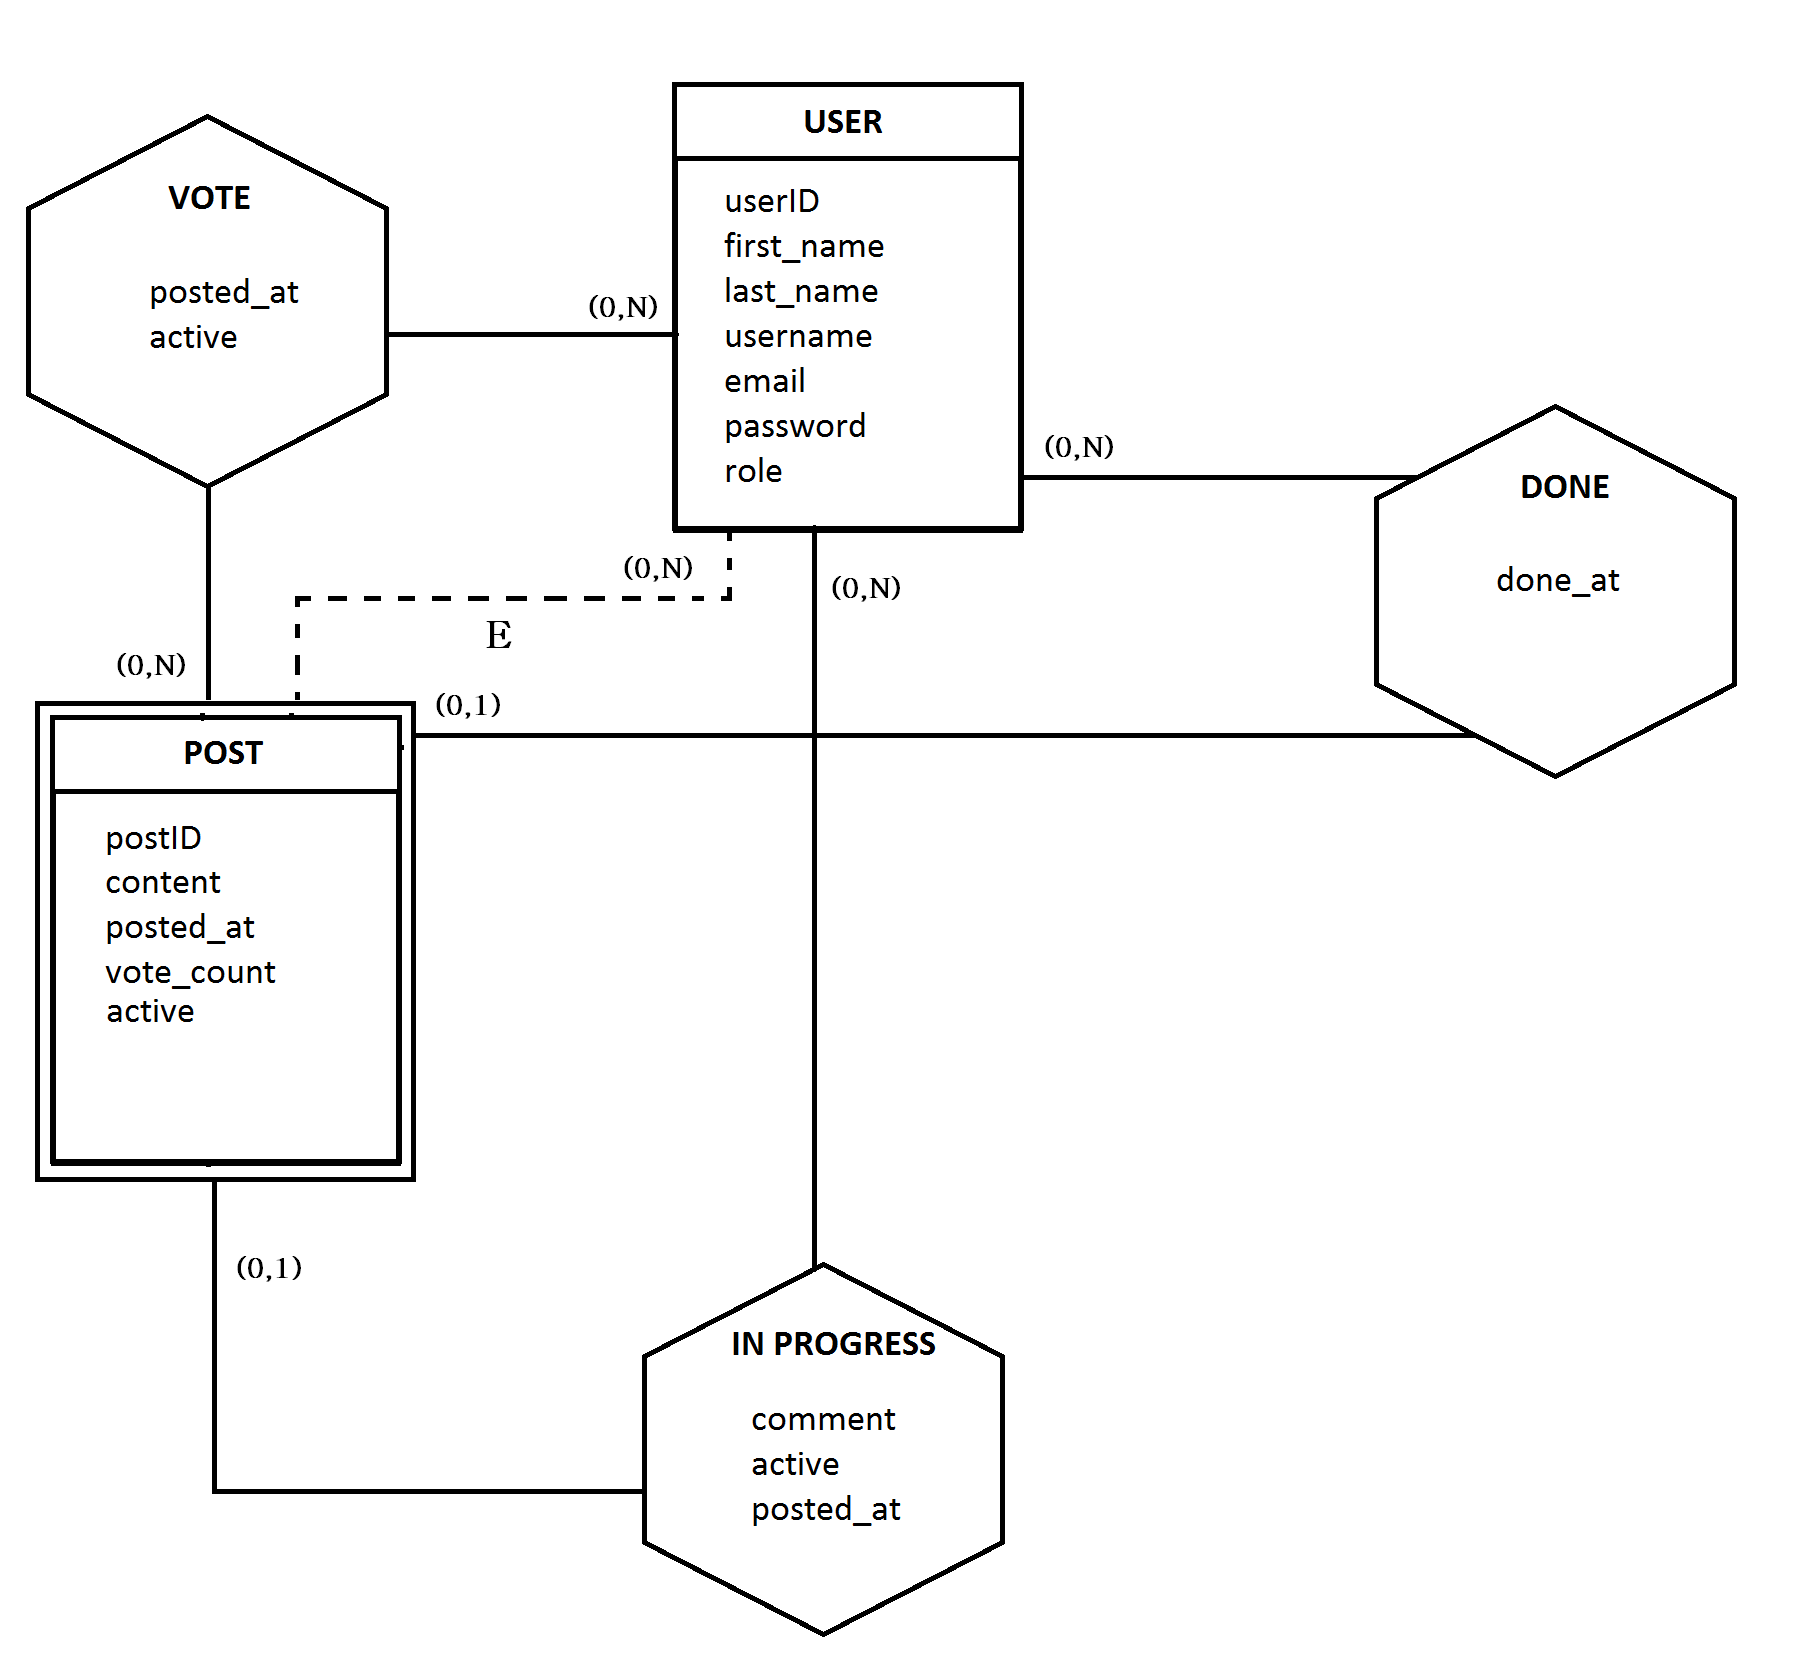 USER
userID
first_name
last_name
username
email
password
role
VOTE
posted_at
active
(0,N)
(0,N)
DONE
done_at
(0,N)
(0,N)
E
(0,N)
(0,1)
POST
postID
content
posted_at
vote_count
active
(0,1)
IN PROGRESS
comment
active
posted_at